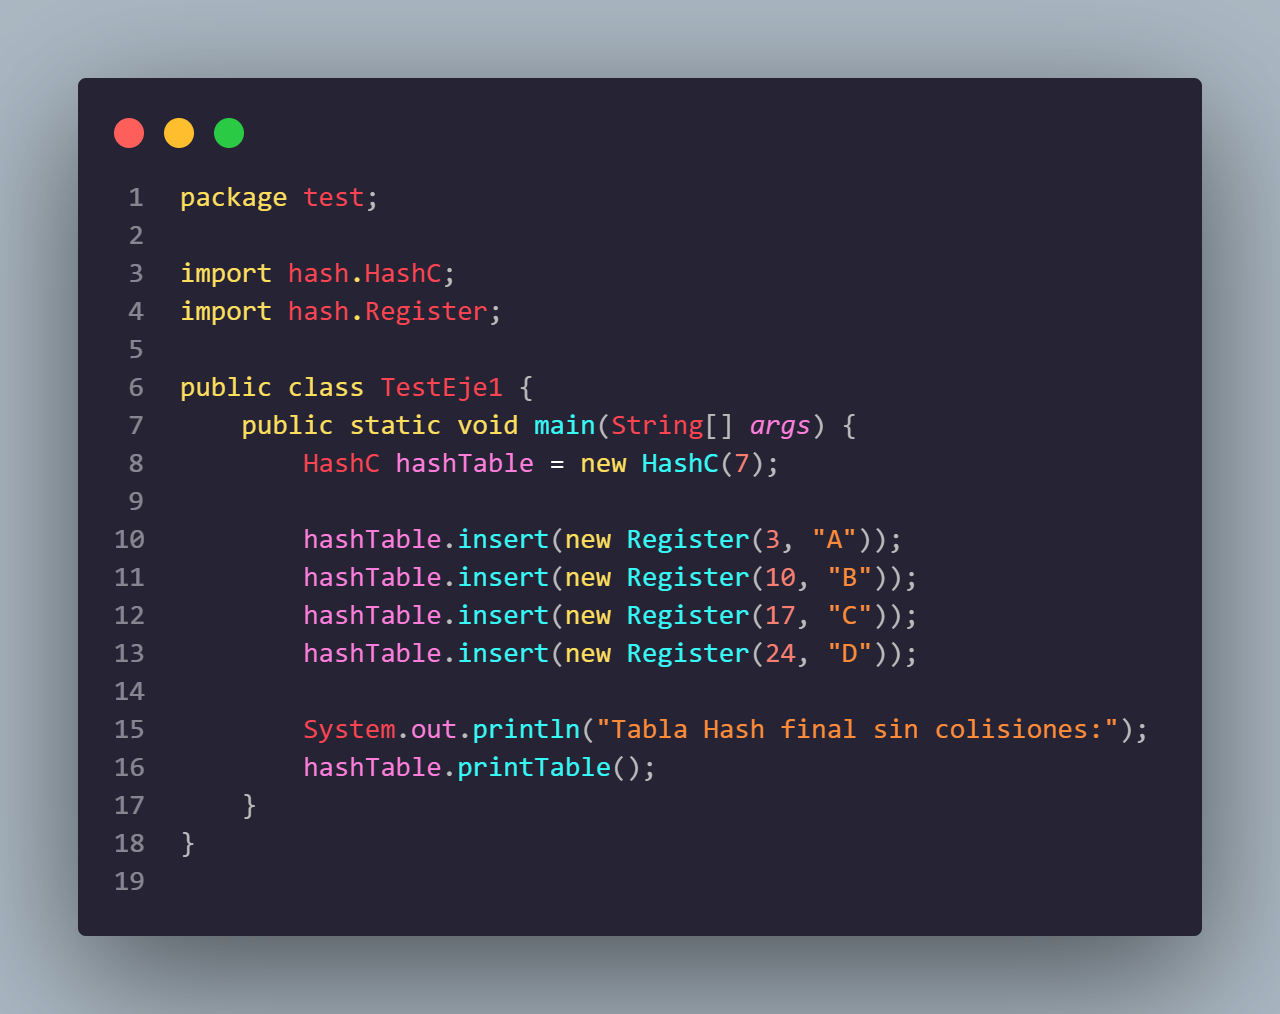 1 package test;
2
3 import hash.HashC;
4 import hash.Register;
5
6 public class TestEje1 {
7     public static void main(String[] args) {
8         HashC hashTable = new HashC(7);
9
10         hashTable.insert(new Register(3, "A"));
11         hashTable.insert(new Register(10, "B"));
12         hashTable.insert(new Register(17, "C"));
13         hashTable.insert(new Register(24, "D"));
14
15         System.out.println("Tabla Hash final sin colisiones:");
16         hashTable.printTable();
17     }
18 }
19